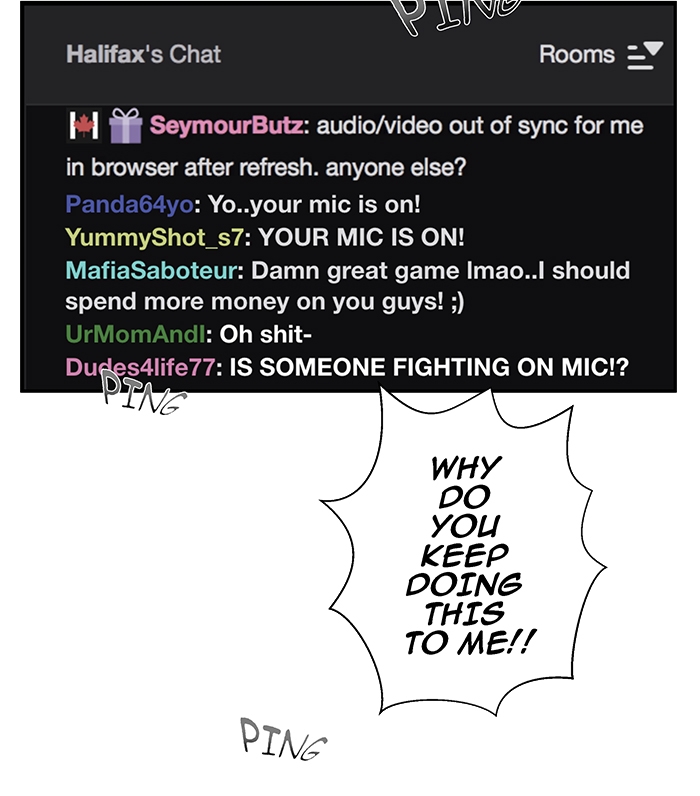 PING
Halifax's Chat
Rooms
SeymourButz: audio/video out of sync for me
in browser after refresh. anyone else?
Panda64yo: Yo..your mic is on!
YummyShot_s7: YOUR MIC IS ON!
MafiaSaboteur: Damn great game lmao..I should
spend more money on you guys! ;)
UrMomAndI: Oh shit-
Dudes4life77: IS SOMEONE FIGHTING ON MIC!?
PING
WHY
DO
YOU
KEEP
DOING
THIS
TO ME!!
PING